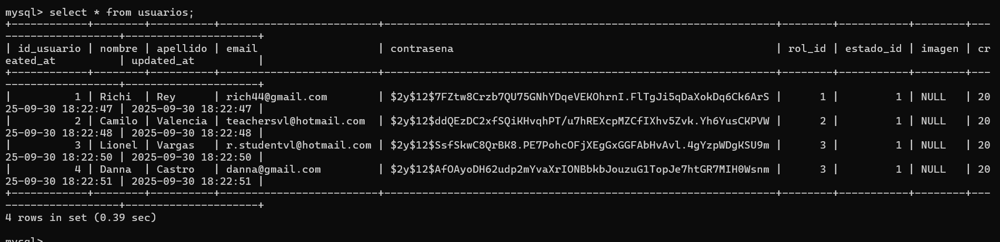 mysql> select * from usuarios;
+------------+--------+----------+-------------------------+--------------------------------------------------------------+--------+-----------+--------+---
------------------+---------------------+
| id_usuario | nombre | apellido | email                   | contrasena                                                   | rol_id | estado_id | imagen | cr
eated_at          | updated_at          |
+------------+--------+----------+-------------------------+--------------------------------------------------------------+--------+-----------+--------+---
------------------+---------------------+
|          1 | Richi  | Rey      | rich44@gmail.com        | $2y$12$7FZtw8Crzb7QU75GNhYDqeVEKOhrnI.FlTgJi5qDaXokDq6Ck6ArS |      1 |         1 | NULL   | 20
25-09-30 18:22:47 | 2025-09-30 18:22:47 |
|          2 | Camilo | Valencia | teachersvl@hotmail.com  | $2y$12$ddQEzDC2xfSQiKHvqhPT/u7hREXcpMZCfIXhv5Zvk.Yh6YusCKPVW |      2 |         1 | NULL   | 20
25-09-30 18:22:48 | 2025-09-30 18:22:48 |
|          3 | Lionel | Vargas   | r.studentvl@hotmail.com | $2y$12$SsfSkwC8QrBK8.PE7PohcOFjXEgGxGGFAbHvAvl.4gYzpWDgKSU9m |      3 |         1 | NULL   | 20
25-09-30 18:22:50 | 2025-09-30 18:22:50 |
|          4 | Danna  | Castro   | danna@gmail.com         | $2y$12$AfOAyoDH62udp2mYvaXrIONBbkbJouzuG1TopJe7htGR7MIH0Wsnm |      3 |         1 | NULL   | 20
25-09-30 18:22:51 | 2025-09-30 18:22:51 |
+------------+--------+----------+-------------------------+--------------------------------------------------------------+--------+-----------+--------+---
------------------+---------------------+
4 rows in set (0.39 sec)
mysql>